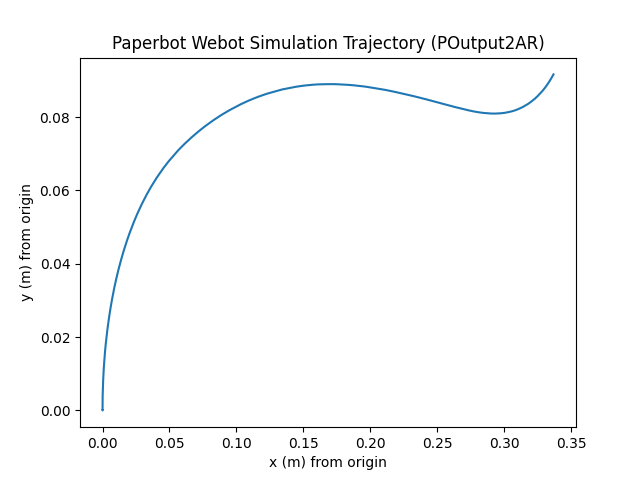 Paperbot Webot Simulation Trajectory (POutput2AR)
y (m) from origin
0.08
0.06
0.04
0.02
0.00
0.00 0.05 0.10 0.15 0.20 0.25 0.30 0.35
x (m) from origin